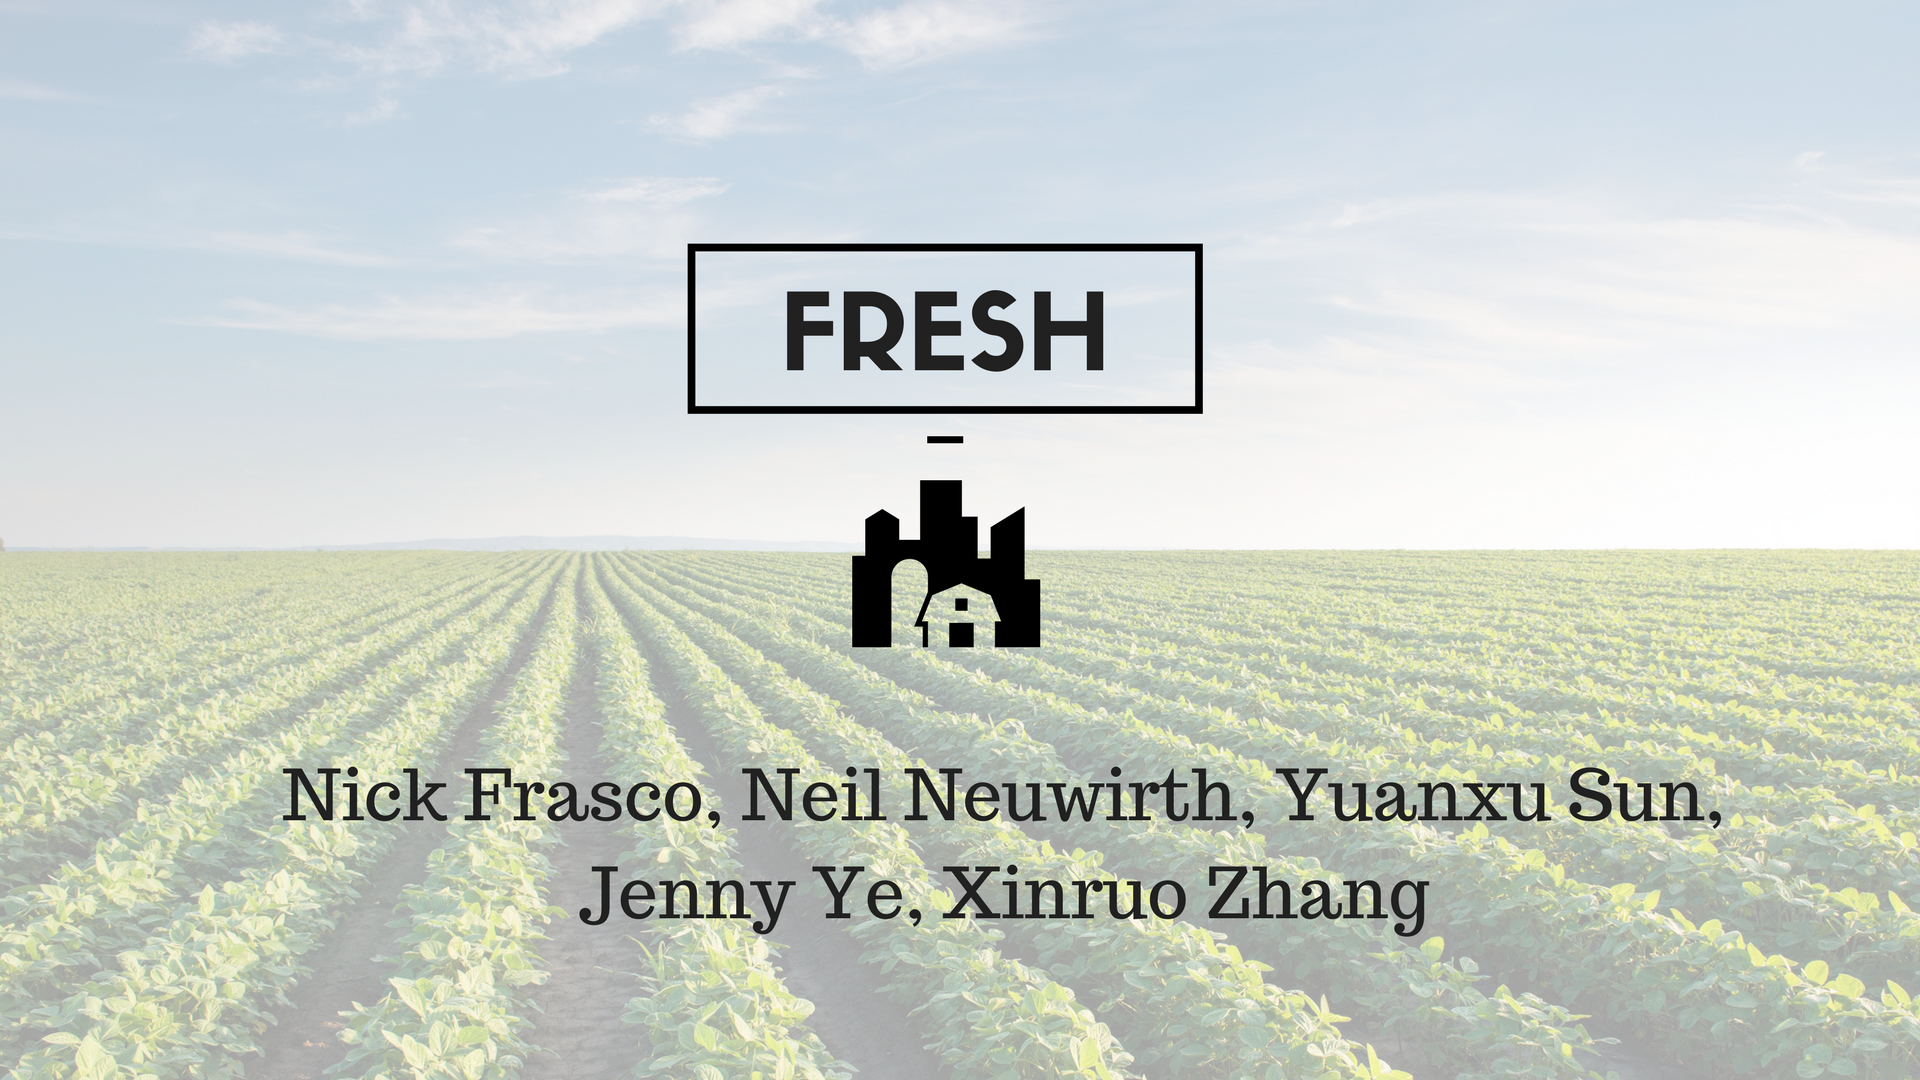 FRESH
Nick Frasco, Neil Neuwirth, Yuanxu Sun,
Jenny Ye, Xinruo Zhang